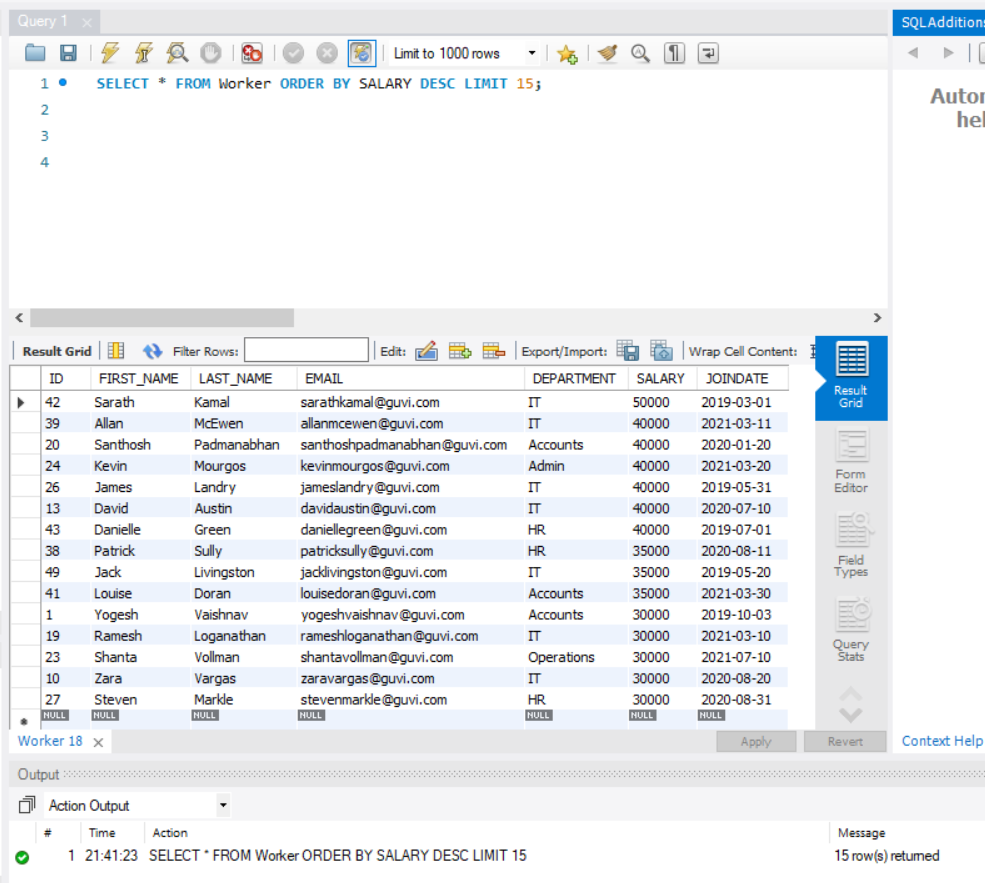 Query 1
SQLAdditions
Limit to 1000 rows
1 SELECT * FROM Worker ORDER BY SALARY DESC LIMIT 15;
2
3
4
Result Grid Filter Rows: Edit: Export/Import: Wrap Cell Content:
ID FIRST_NAME LAST_NAME EMAIL DEPARTMENT SALARY JOINDATE
42 Sarath Kamal sarathkamal@guvi.com IT 50000 2019-03-01
39 Allan McEwen allanmcewen@guvi.com IT 40000 2021-03-11
20 Santhosh Padmanabhan santhoshpadmanabhan@guvi.com Accounts 40000 2020-01-20
24 Kevin Mourgos kevinmourgos@guvi.com Admin 40000 2021-03-20
26 James Landry jameslandry@guvi.com IT 40000 2019-05-31
13 David Austin davidaustin@guvi.com IT 40000 2020-07-10
43 Danielle Green daniellegreen@guvi.com HR 40000 2019-07-01
38 Patrick Sully patricksully@guvi.com HR 35000 2020-08-11
49 Jack Livingston jacklivingston@guvi.com IT 35000 2019-05-20
41 Louise Doran louisedoran@guvi.com Accounts 35000 2021-03-30
1 Yogesh Vaishnav yogeshvaishnav@guvi.com Accounts 30000 2019-10-03
19 Ramesh Loganathan rameshloganathan@guvi.com IT 30000 2021-03-10
23 Shanta Vollman shantavollman@guvi.com Operations 30000 2021-07-10
10 Zara Vargas zaravargas@guvi.com IT 30000 2020-08-20
27 Steven Markle stevenmarkle@guvi.com HR 30000 2020-08-31
NULL NULL NULL NULL NULL NULL NULL
Result
Grid
Form
Editor
Field
Types
Query
Stats
Worker 18
Apply
Revert
Context Help
Output
Action Output
# Time Action Message
1 21:41:23 SELECT * FROM Worker ORDER BY SALARY DESC LIMIT 15 15 row(s) returned